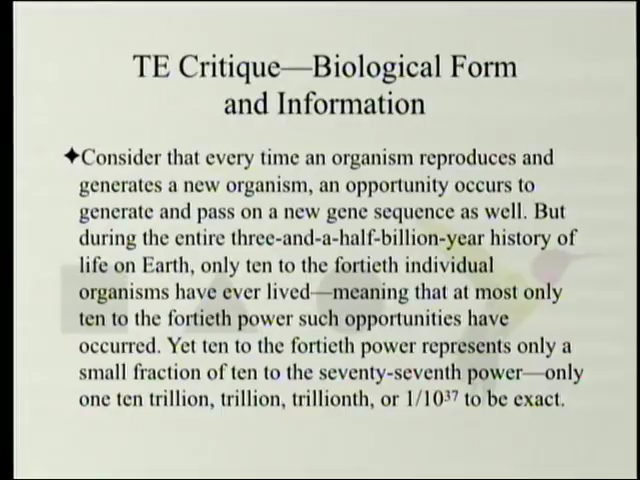 TE Critique—Biological Form
and Information
✦Consider that every time an organism reproduces and
generates a new organism, an opportunity occurs to
generate and pass on a new gene sequence as well. But
during the entire three-and-a-half-billion-year history of
life on Earth, only ten to the fortieth individual
organisms have ever lived—meaning that at most only
ten to the fortieth power such opportunities have
occurred. Yet ten to the fortieth power represents only a
small fraction of ten to the seventy-seventh power—only
one ten trillion, trillion, trillionth, or 1/10³⁷ to be exact.